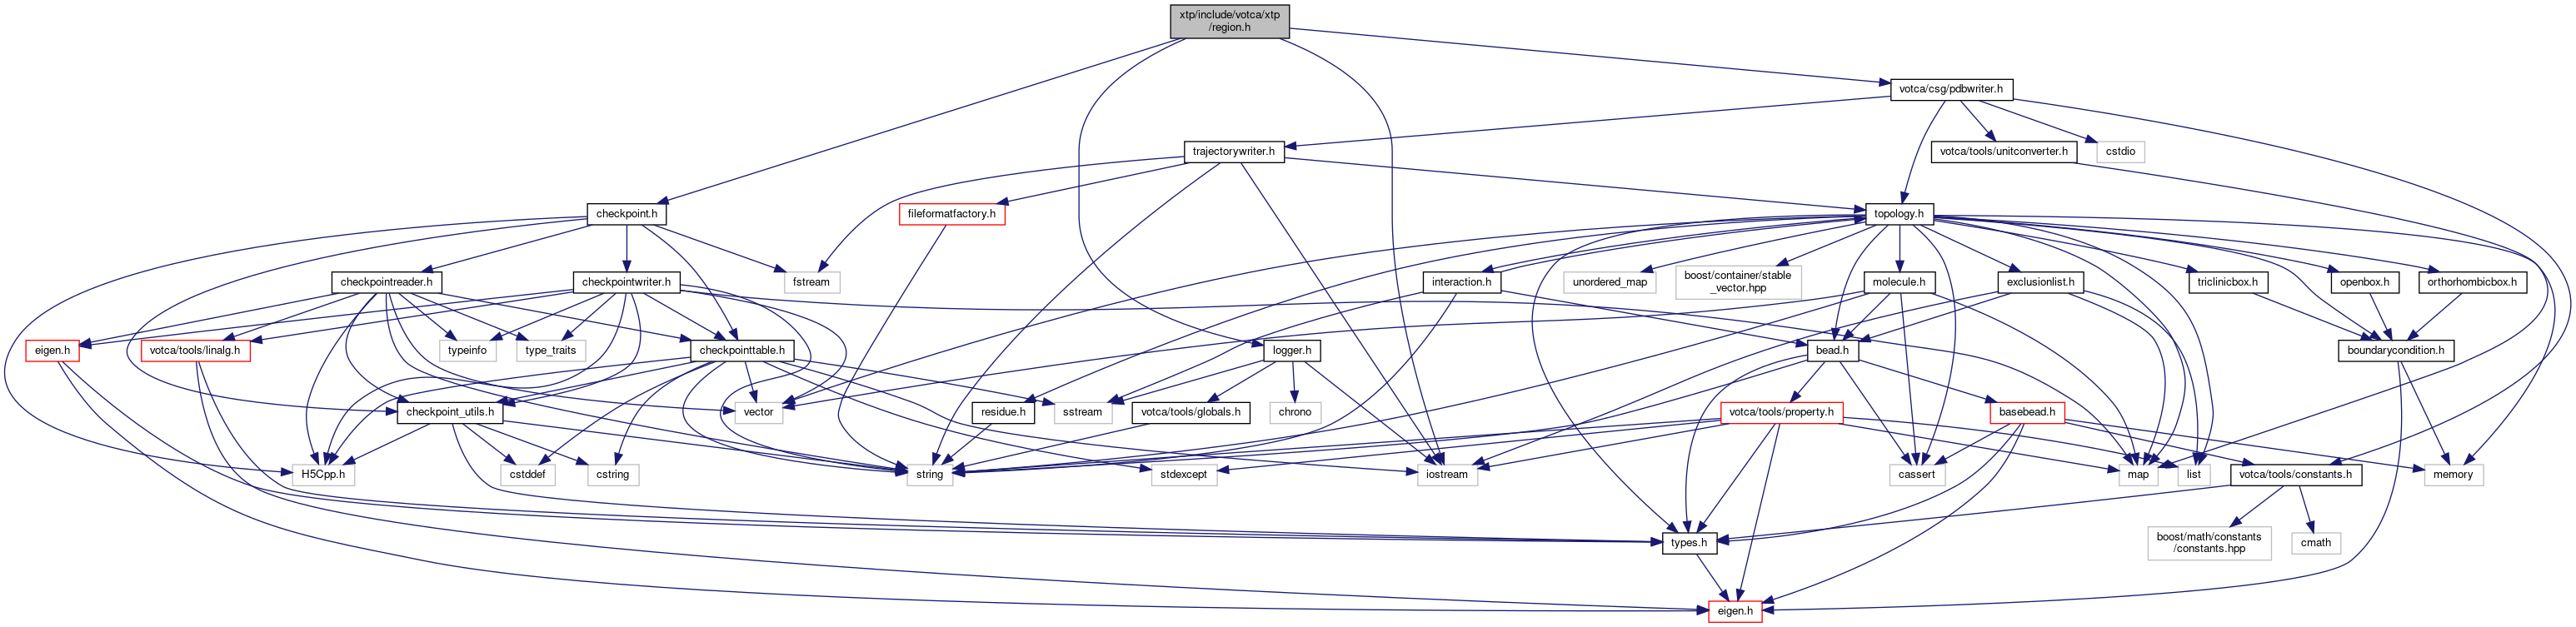 xtp/include/votca/xtp
/region.h
votca/csg/pdbwriter.h
trajectorywriter.h
votca/tools/unitconverter.h
cstdio
checkpoint.h
fileformatfactory.h
topology.h
checkpointreader.h
checkpointwriter.h
fstream
interaction.h
unordered_map
boost/container/stable
_vector.hpp
molecule.h
exclusionlist.h
triclinicbox.h
openbox.h
orthorhombicbox.h
eigen.h
votca/tools/linalg.h
typeinfo
type_traits
checkpointtable.h
logger.h
bead.h
boundarycondition.h
checkpoint_utils.h
vector
sstream
residue.h
votca/tools/globals.h
chrono
votca/tools/property.h
basebead.h
H5Cpp.h
cstddef
cstring
string
stdexcept
iostream
cassert
map
list
votca/tools/constants.h
memory
types.h
boost/math/constants
/constants.hpp
cmath
eigen.h